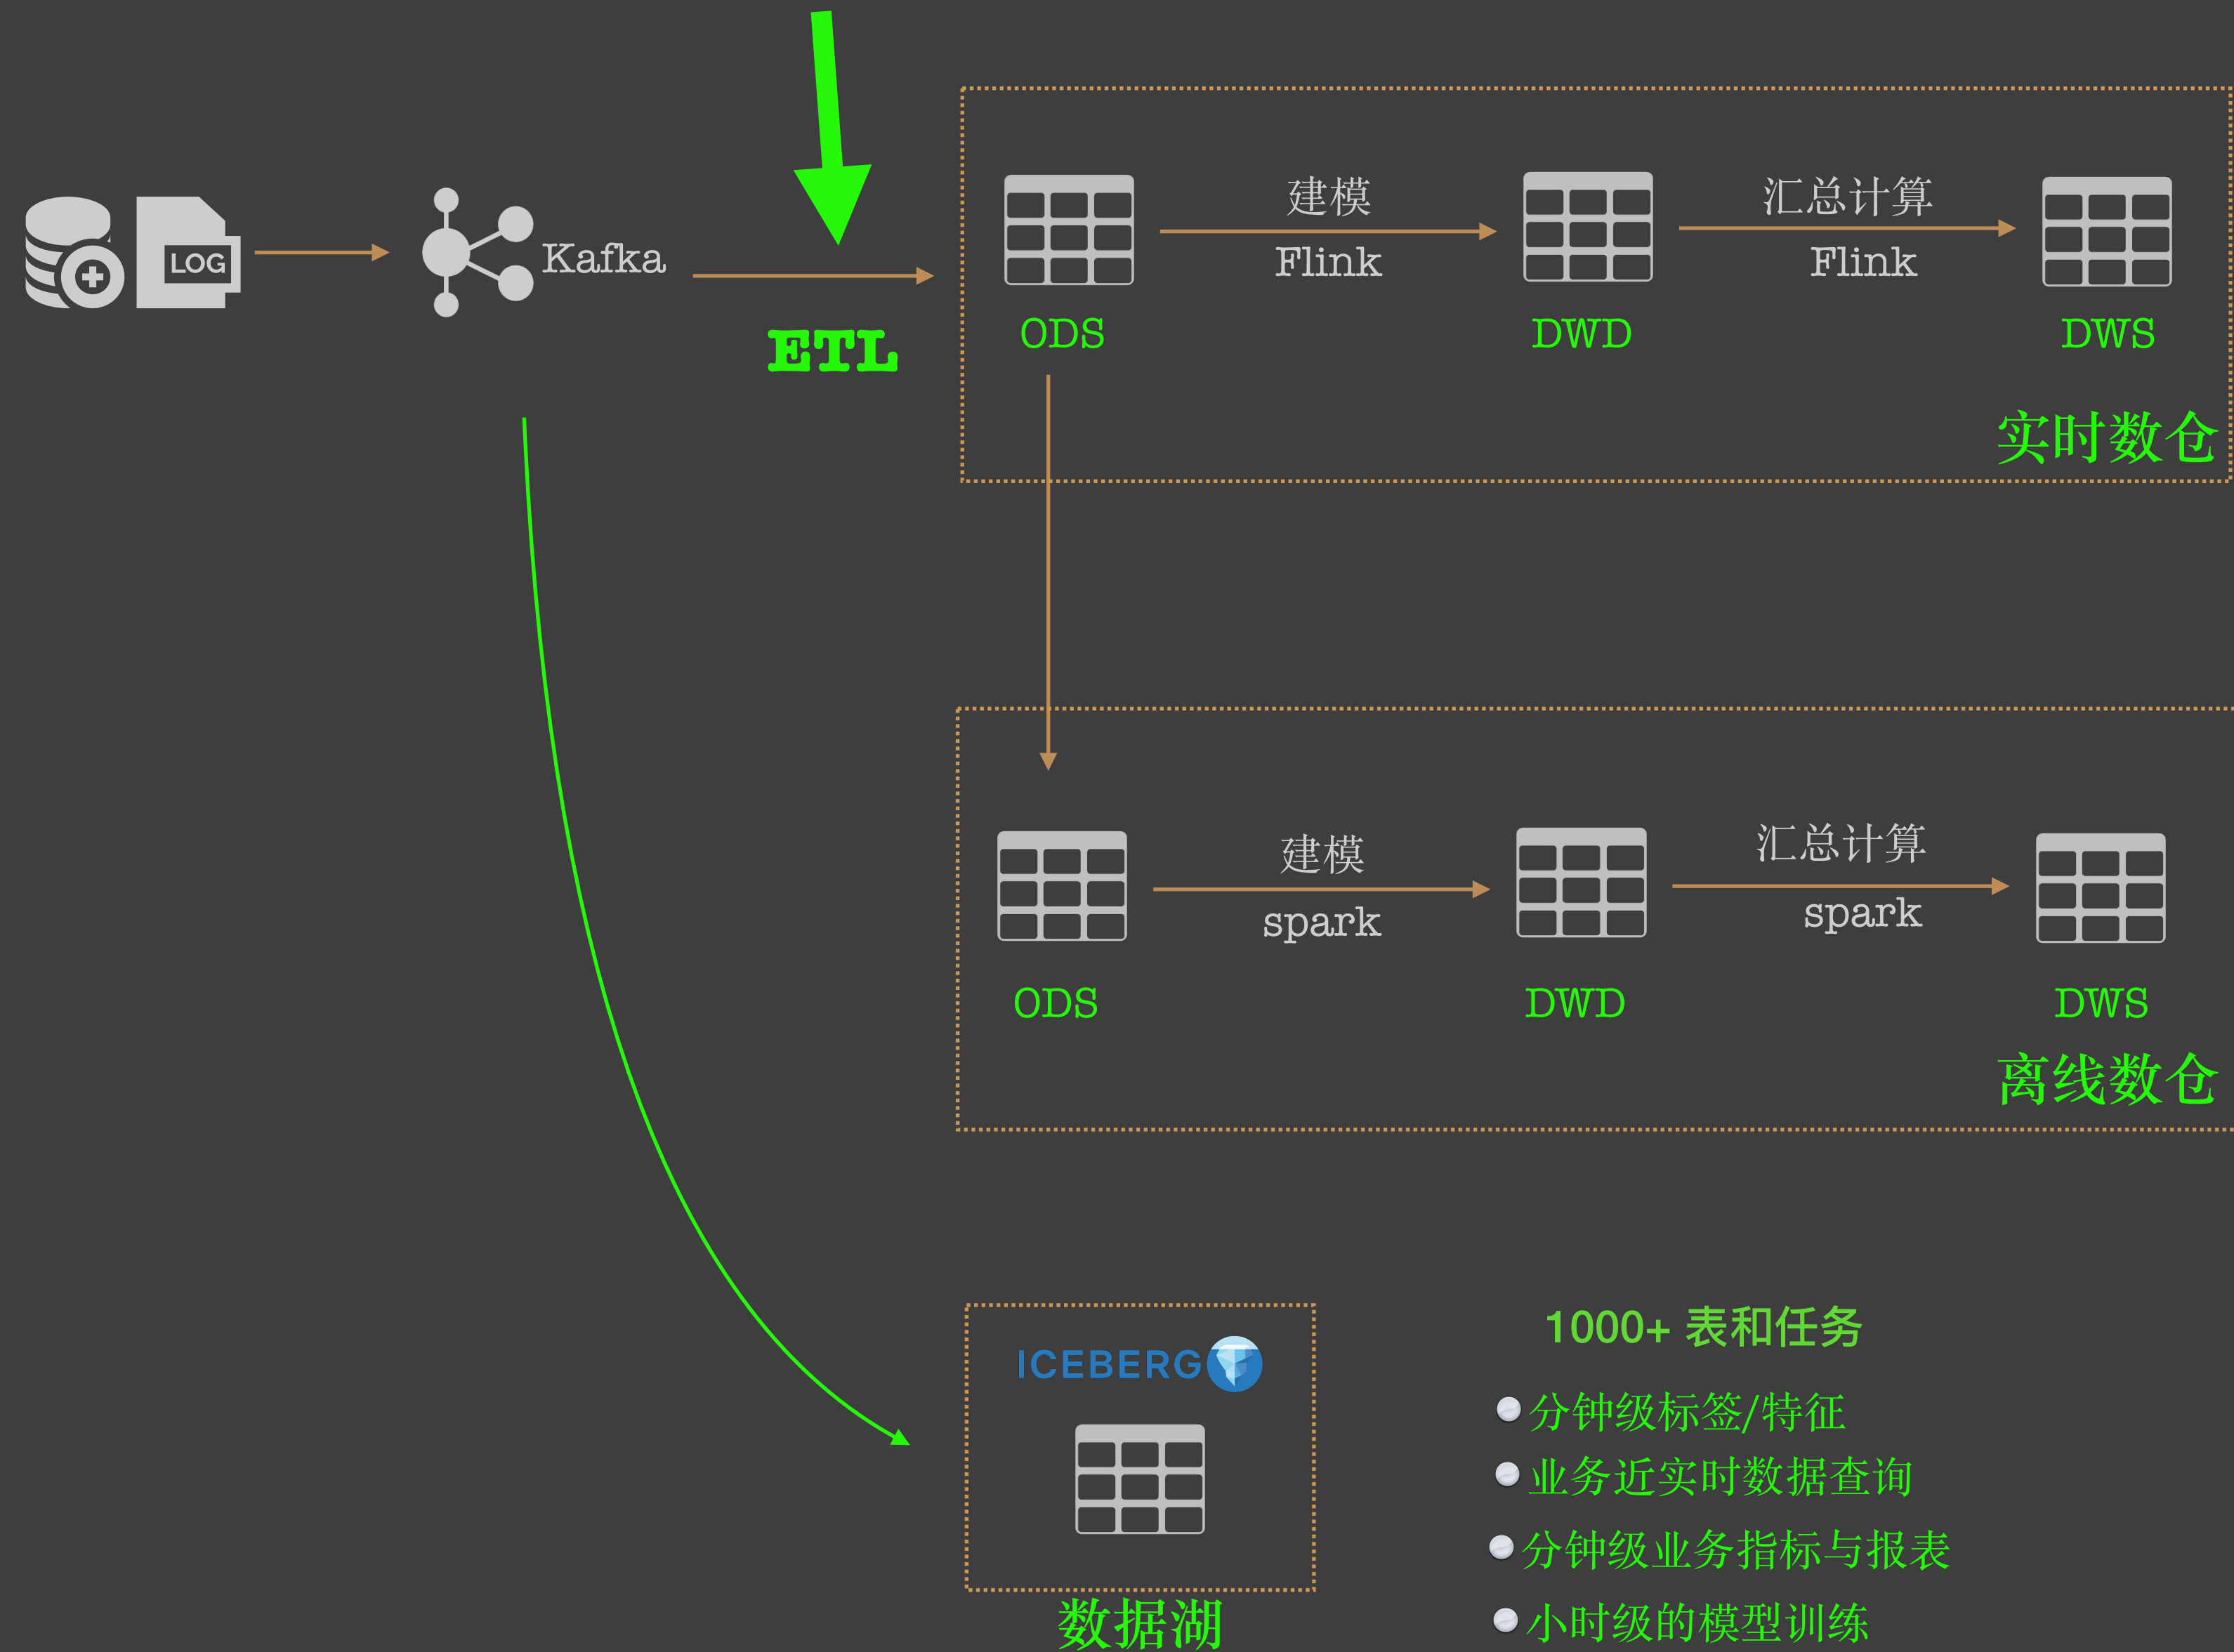 LOG
Kafka
ETL
建模
Flink
汇总计算
Flink
ODS
DWD
DWS
实时数仓
建模
spark
汇总计算
spark
ODS
DWD
DWS
离线数仓
ICEBERG
数据湖
1000+ 表和任务
分钟级标签/特征
业务近实时数据查询
分钟级业务指标与报表
小时级的模型训练